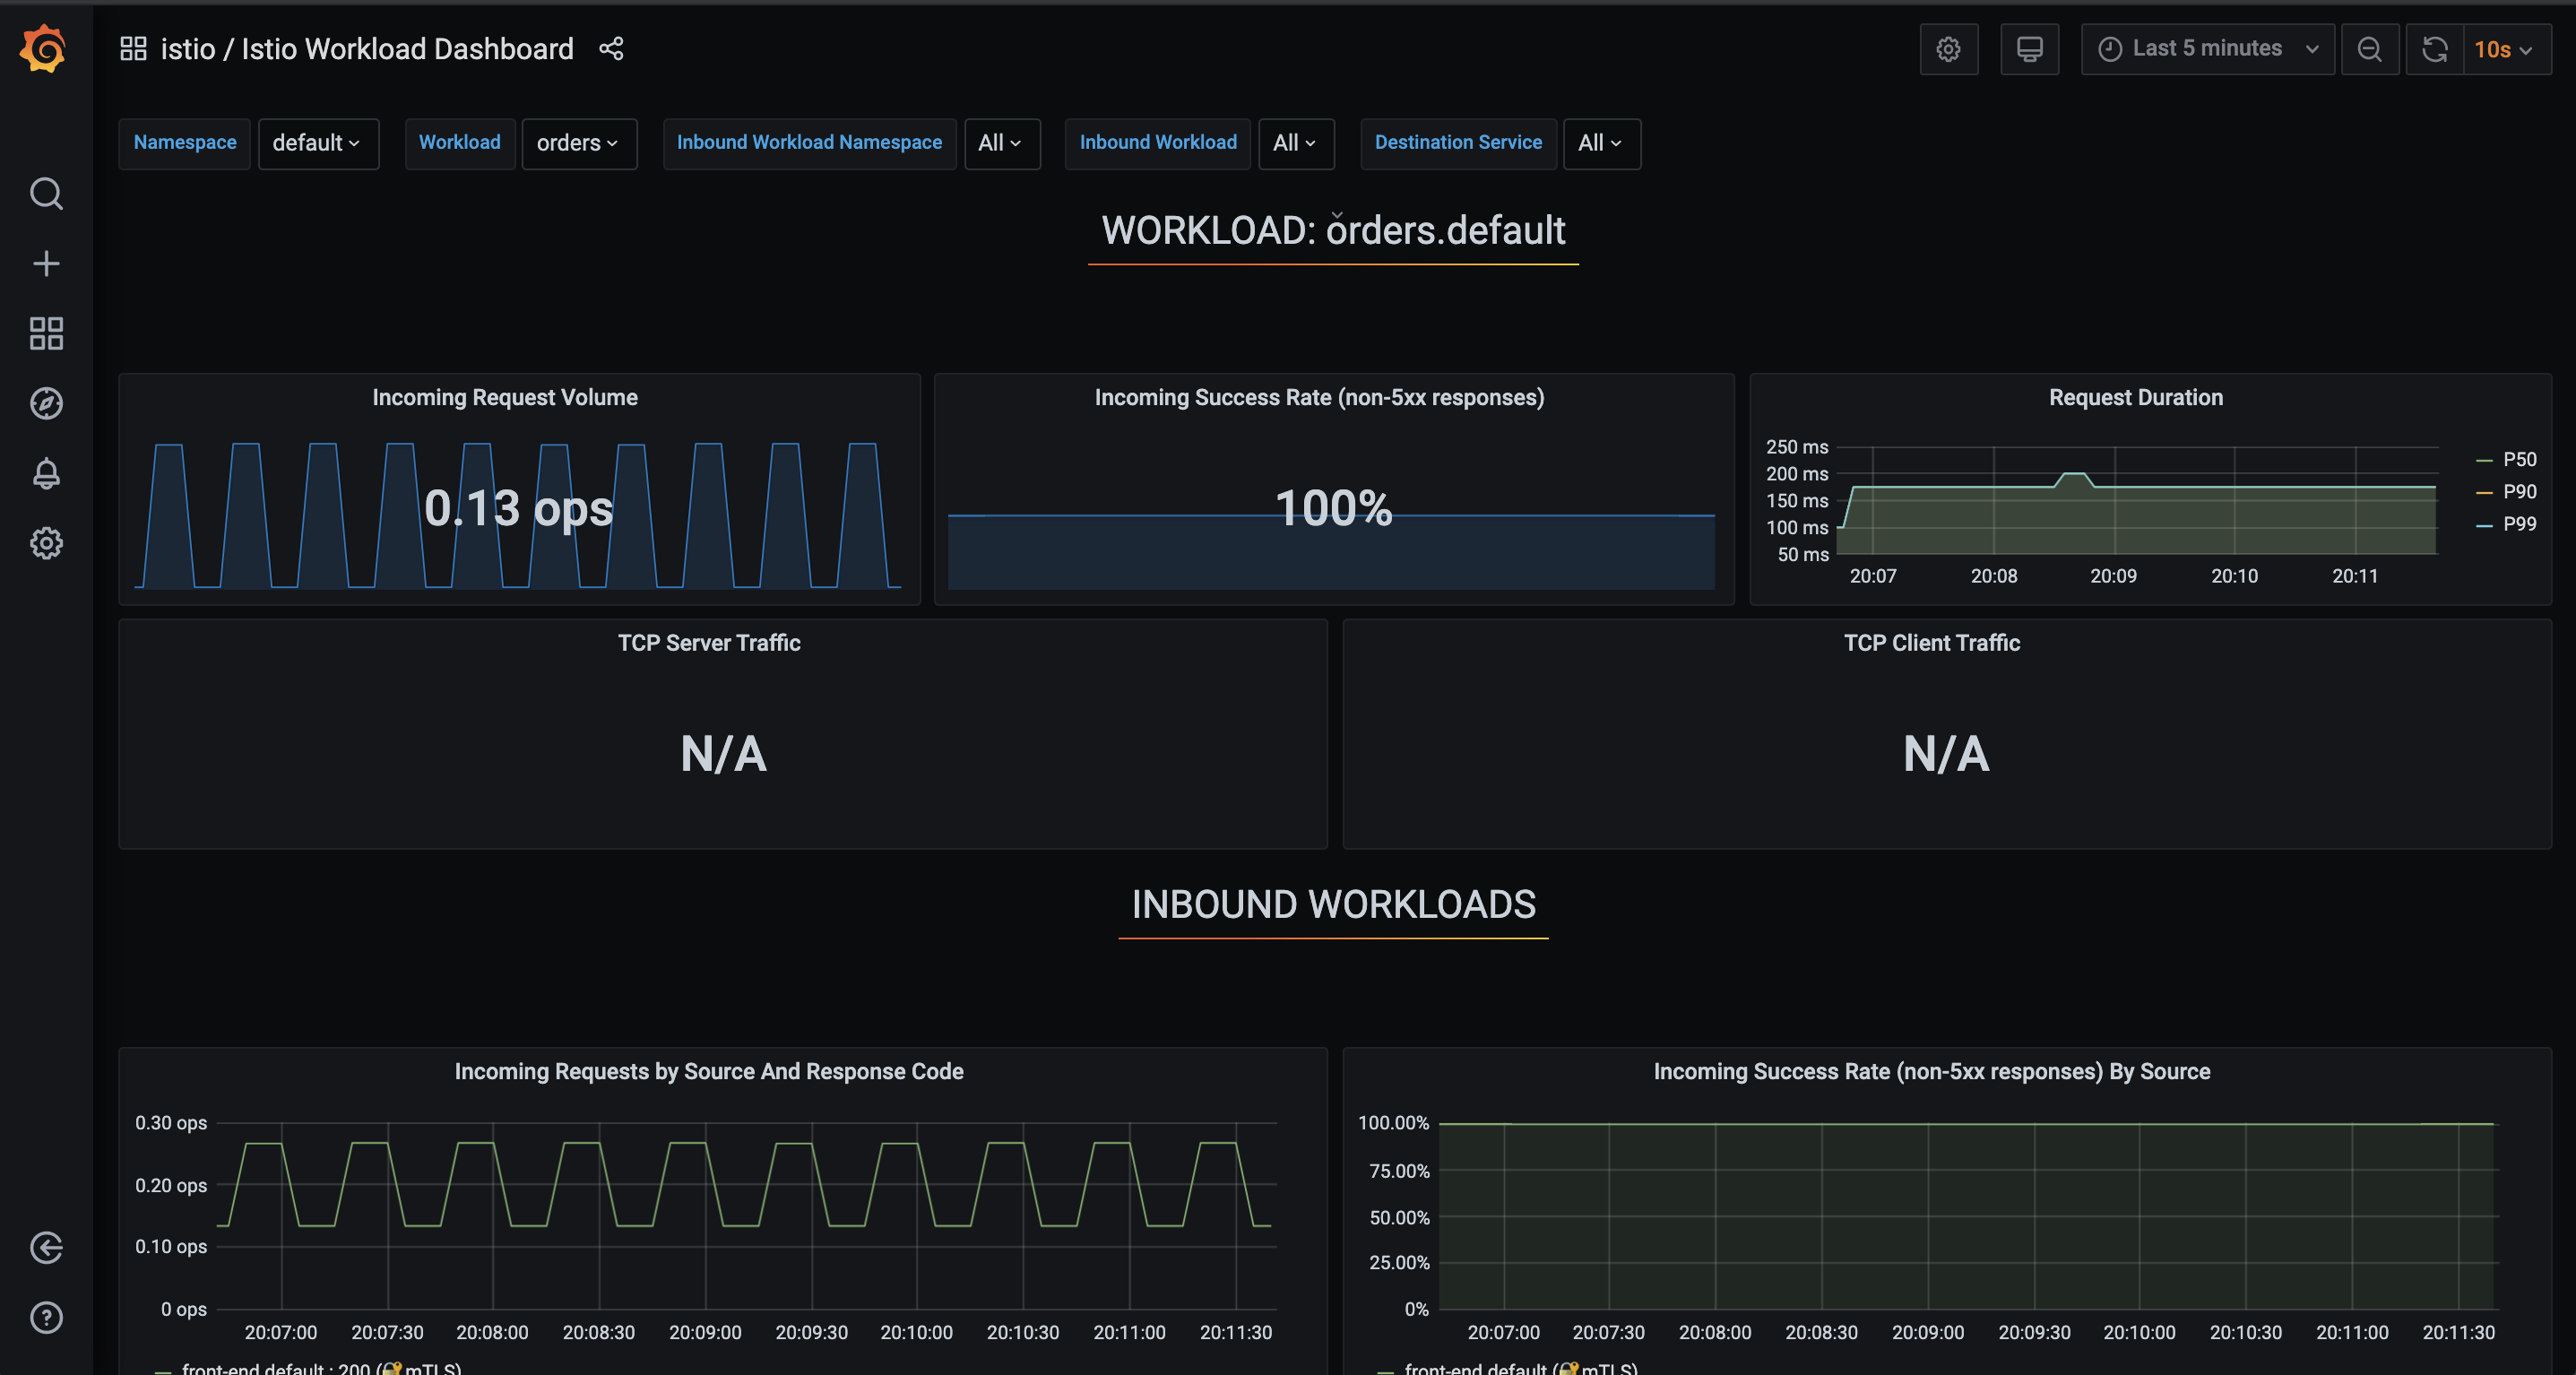 istio / Istio Workload Dashboard
Last 5 minutes
10s
Namespace default Workload orders Inbound Workload Namespace All Inbound Workload All Destination Service All
WORKLOAD: orders.default
Incoming Request Volume
0.13 ops
Incoming Success Rate (non-5xx responses)
100%
Request Duration
250 ms
200 ms
150 ms
100 ms
50 ms
20:07 20:08 20:09 20:10 20:11
P50
P90
P99
TCP Server Traffic
N/A
TCP Client Traffic
N/A
INBOUND WORKLOADS
Incoming Requests by Source And Response Code
0.30 ops
0.20 ops
0.10 ops
0 ops
20:07:00 20:07:30 20:08:00 20:08:30 20:09:00 20:09:30 20:10:00 20:10:30 20:11:00 20:11:30
front-end.default : 200 (🔐mTLS)
Incoming Success Rate (non-5xx responses) By Source
100.00%
75.00%
50.00%
25.00%
0%
20:07:00 20:07:30 20:08:00 20:08:30 20:09:00 20:09:30 20:10:00 20:10:30 20:11:00 20:11:30
front-end.default (🔐mTLS)